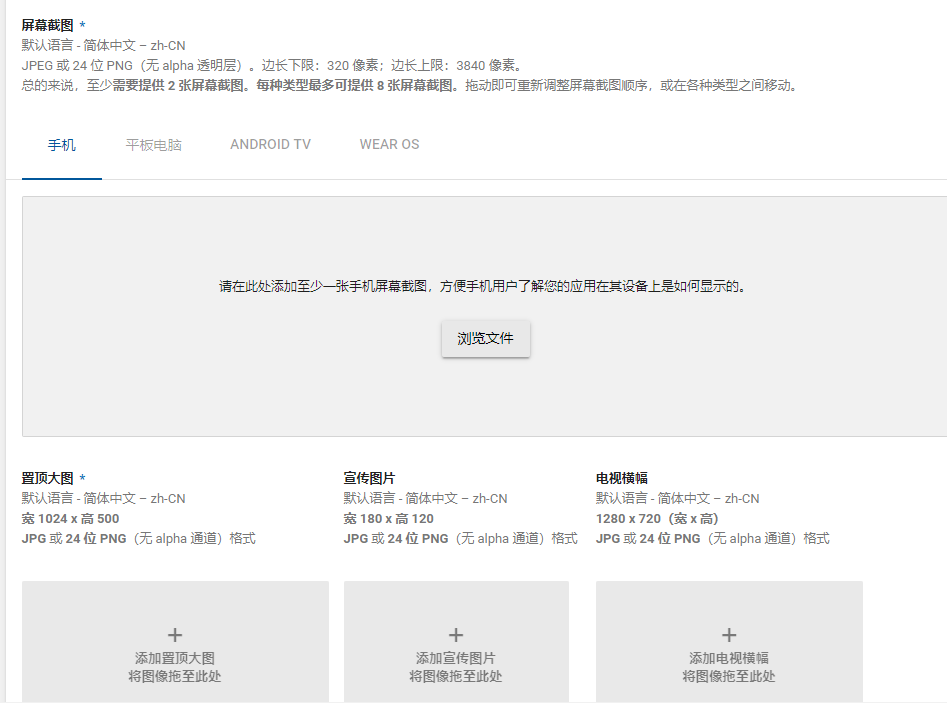 屏幕截图 *
默认语言 - 简体中文 – zh-CN
JPEG 或 24 位 PNG（无 alpha 透明层）。边长下限：320 像素；边长上限：3840 像素。
总的来说，至少需要提供 2 张屏幕截图。每种类型最多可提供 8 张屏幕截图。拖动即可重新调整屏幕截图顺序，或在各种类型之间移动。
手机 平板电脑 ANDROID TV WEAR OS
请在此处添加至少一张手机屏幕截图，方便手机用户了解您的应用在其设备上是如何显示的。
浏览文件
置顶大图 *
默认语言 - 简体中文 – zh-CN
宽 1024 x 高 500
JPG 或 24 位 PNG（无 alpha 通道）格式
+
添加置顶大图
将图像拖至此处
宣传图片
默认语言 - 简体中文 – zh-CN
宽 180 x 高 120
JPG 或 24 位 PNG（无 alpha 通道）格式
+
添加宣传图片
将图像拖至此处
电视横幅
默认语言 - 简体中文 – zh-CN
1280 x 720（宽 x 高）
JPG 或 24 位 PNG（无 alpha 通道）格式
+
添加电视横幅
将图像拖至此处